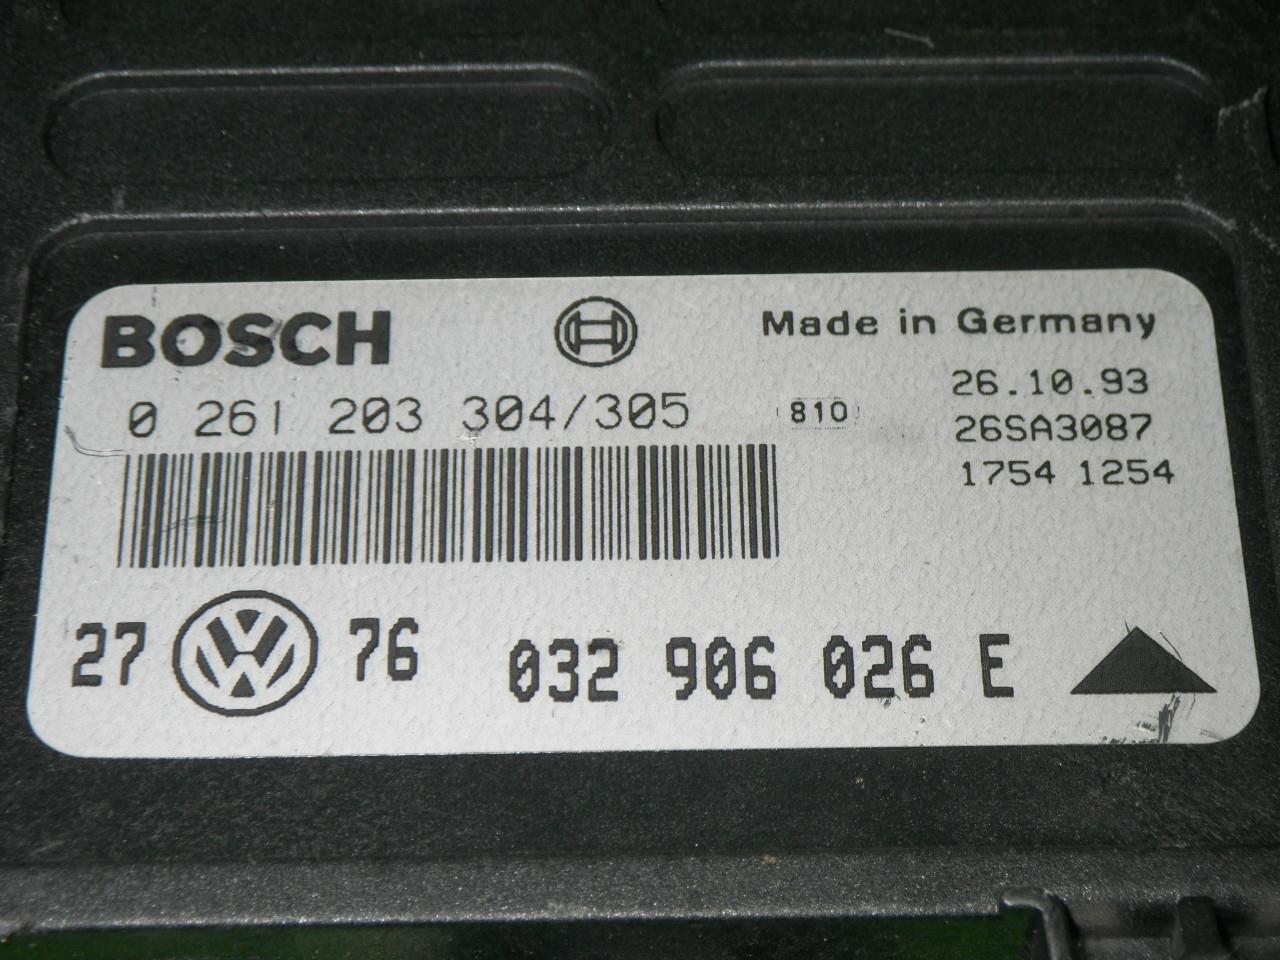 BOSCH
Made in Germany
0 261 203 304/305
810
26.10.93
26SA3087
1754 1254
27 VW 76 032 906 026 E